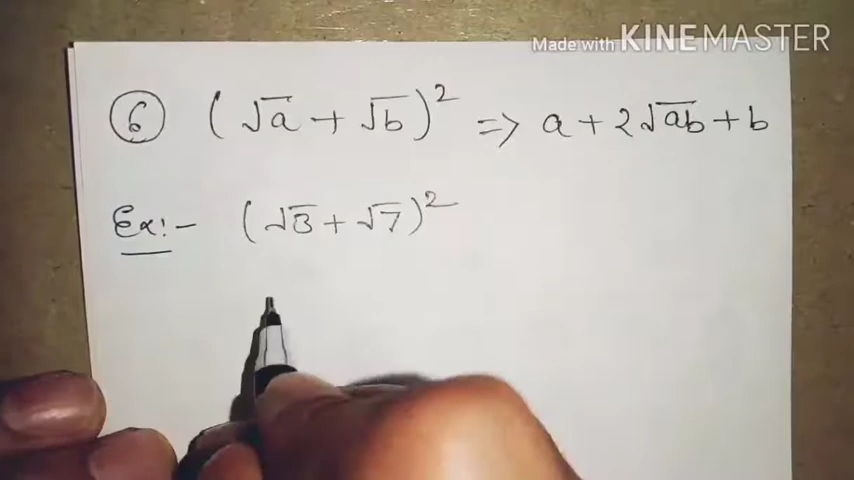 Made with KINEMASTER
6 (√a + √b)² => a + 2√ab + b
Ex:- (√3 + √7)²